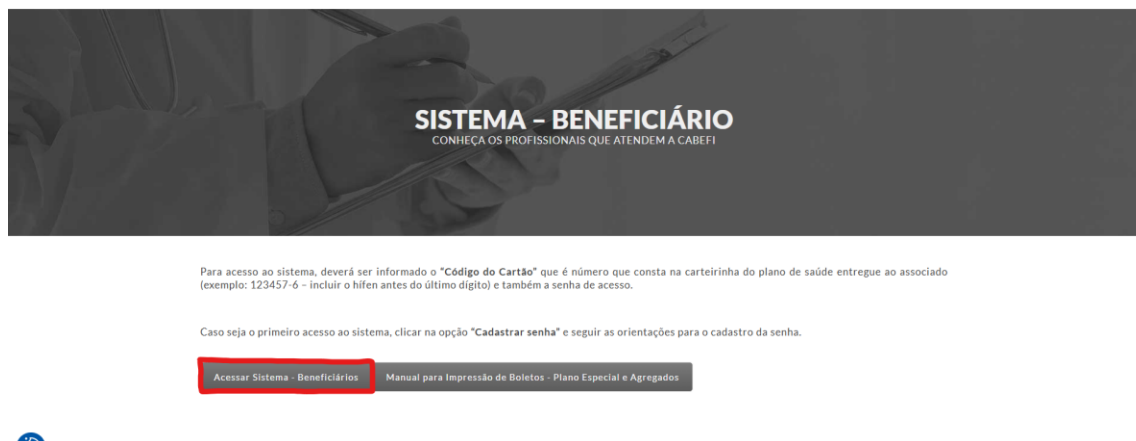 SISTEMA – BENEFICIÁRIO
CONHEÇA OS PROFISSIONAIS QUE ATENDEM A CABEFI
Para acesso ao sistema, deverá ser informado o “Código do Cartão” que é número que consta na carteirinha do plano de saúde entregue ao associado
(exemplo: 123457-6 – incluir o hífen antes do último dígito) e também a senha de acesso.
Caso seja o primeiro acesso ao sistema, clicar na opção “Cadastrar senha” e seguir as orientações para o cadastro da senha.
Acessar Sistema - Beneficiários
Manual para Impressão de Boletos - Plano Especial e Agregados